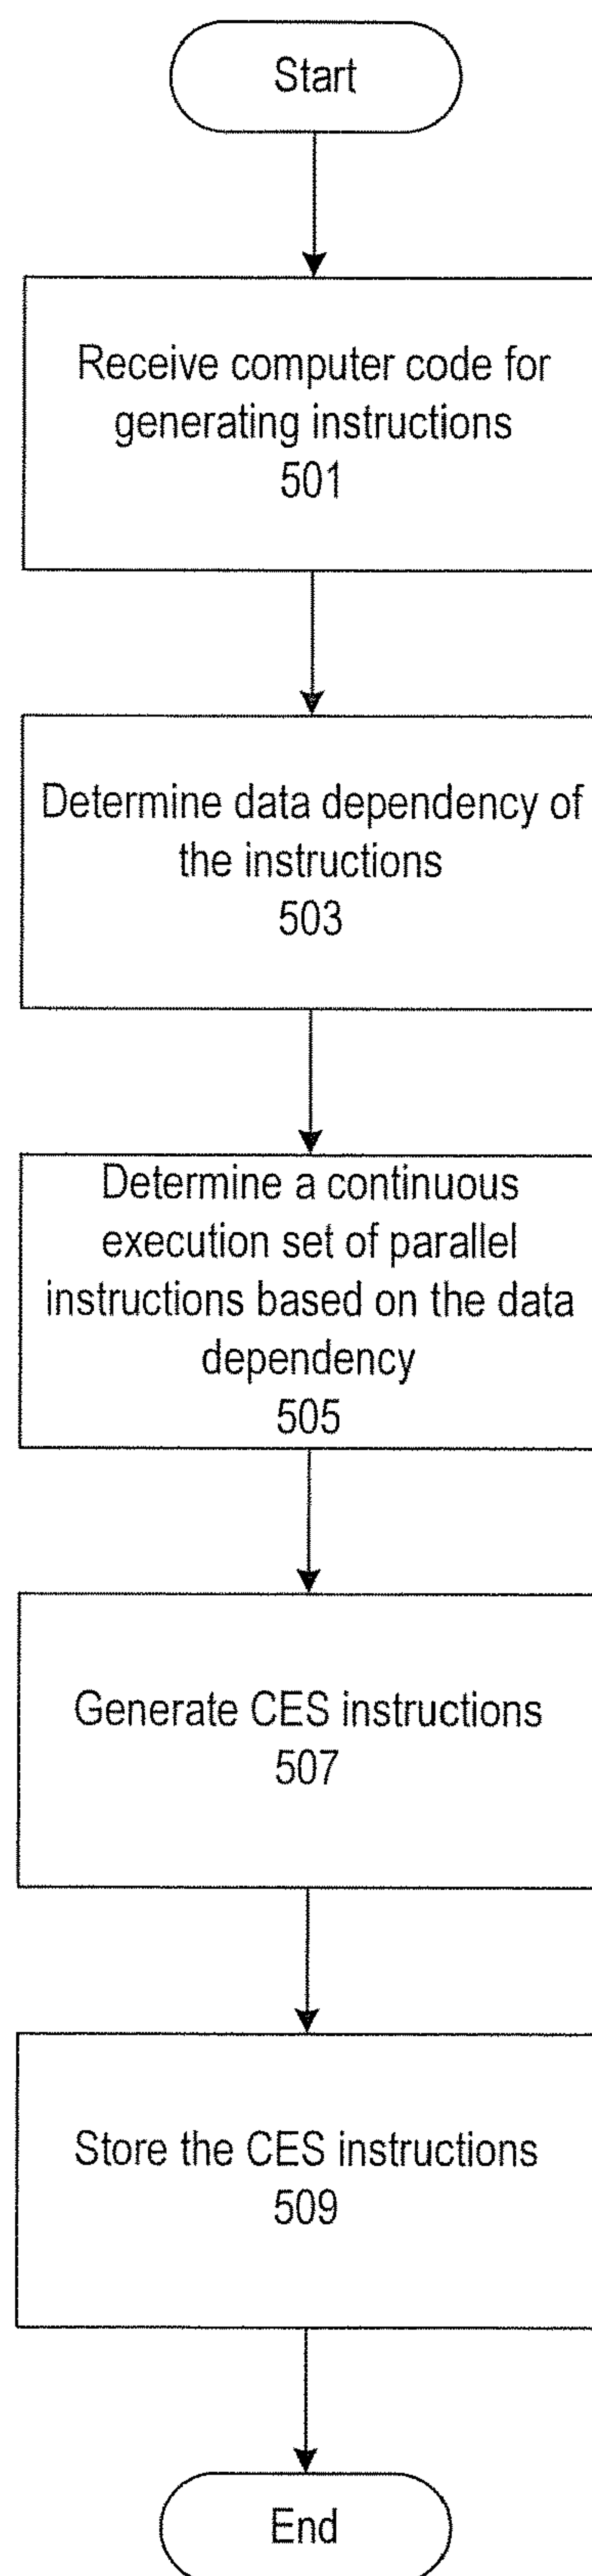 Start
Receive computer code for
generating instructions
501
Determine data dependency of
the instructions
503
Determine a continuous
execution set of parallel
instructions based on the data
dependency
505
Generate CES instructions
507
Store the CES instructions
509
End